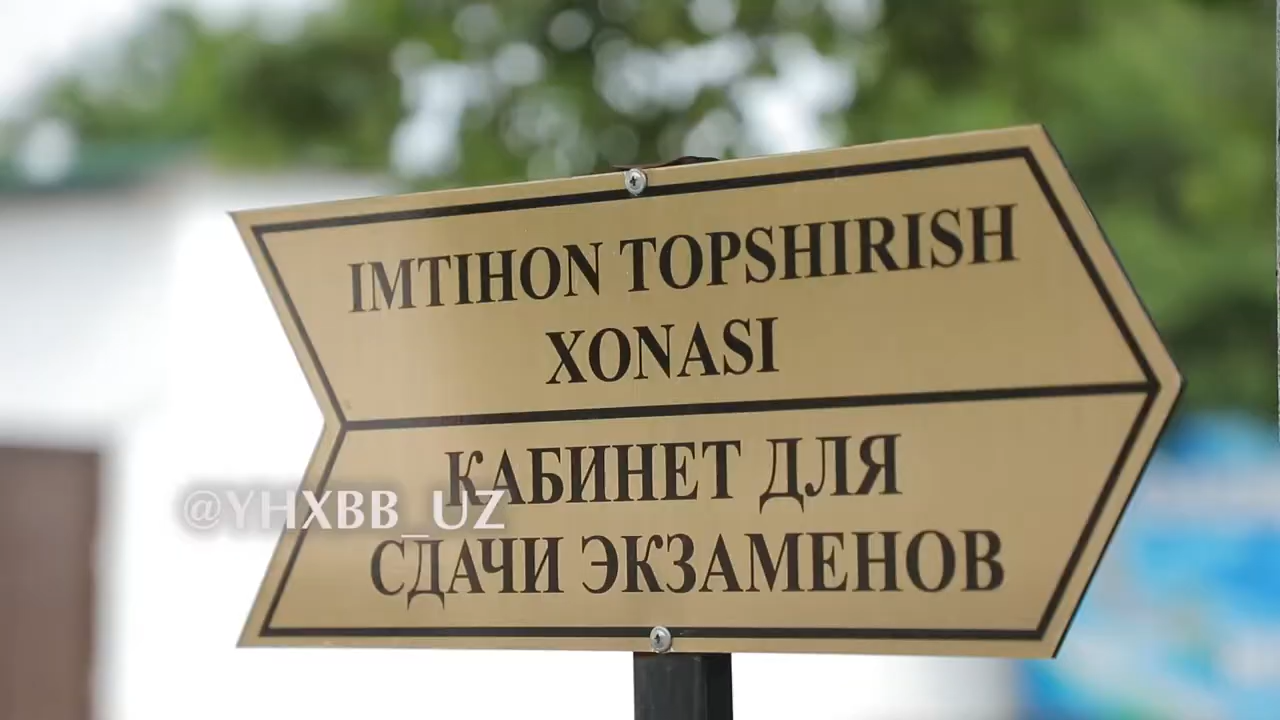 IMTIHON TOPSHIRISH
XONASI
КАБИНЕТ ДЛЯ
@YHXBB_UZ
СДАЧИ ЭКЗАМЕНОВ